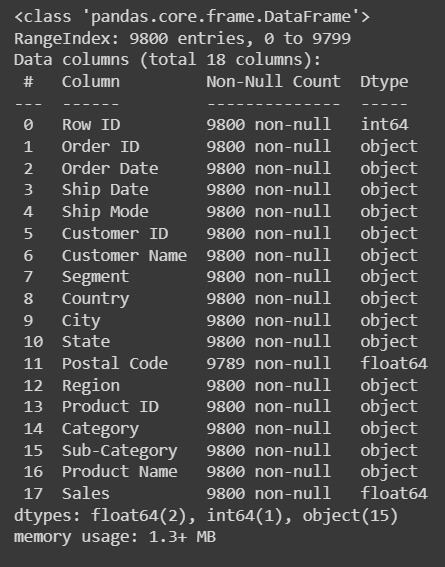 <class 'pandas.core.frame.DataFrame'>
RangeIndex: 9800 entries, 0 to 9799
Data columns (total 18 columns):
 #   Column         Non-Null Count  Dtype
---  ------         --------------  -----
 0   Row ID         9800 non-null   int64
 1   Order ID       9800 non-null   object
 2   Order Date     9800 non-null   object
 3   Ship Date      9800 non-null   object
 4   Ship Mode      9800 non-null   object
 5   Customer ID    9800 non-null   object
 6   Customer Name  9800 non-null   object
 7   Segment        9800 non-null   object
 8   Country        9800 non-null   object
 9   City           9800 non-null   object
 10  State          9800 non-null   object
 11  Postal Code    9789 non-null   float64
 12  Region         9800 non-null   object
 13  Product ID     9800 non-null   object
 14  Category       9800 non-null   object
 15  Sub-Category   9800 non-null   object
 16  Product Name   9800 non-null   object
 17  Sales          9800 non-null   float64
dtypes: float64(2), int64(1), object(15)
memory usage: 1.3+ MB